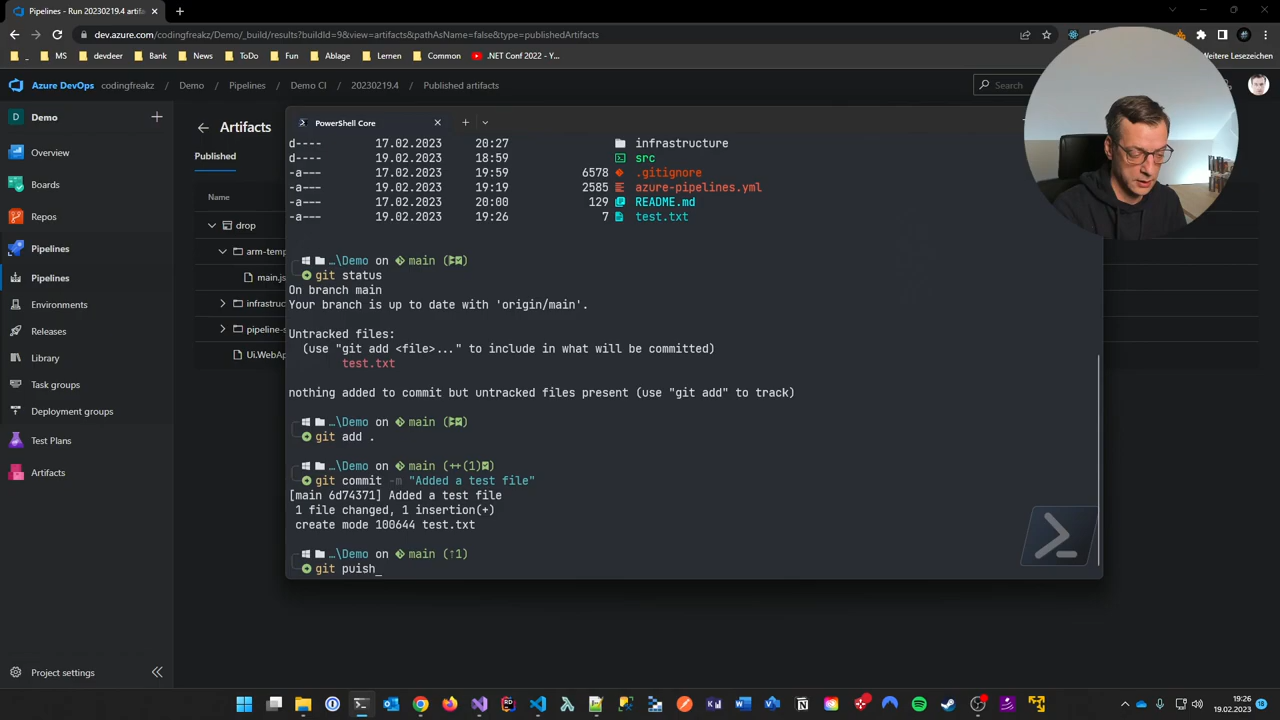 Pipelines - Run 20230219.4 artifa
dev.azure.com/codingfreakz/Demo/_build/results?buildId=9&view=artifacts&pathAsName=false&type=publishedArtifacts
MS
devdeer
Bank
News
ToDo
Fun
Ablage
Lernen
Common
.NET Conf 2022 - Y...
Weitere Lesezeichen
Azure DevOps
codingfreakz / Demo / Pipelines / Demo CI / 20230219.4 / Published artifacts
Search
D Demo
Overview
Boards
Repos
Pipelines
Pipelines
Environments
Releases
Library
Task groups
Deployment groups
Test Plans
Artifacts
Project settings
Artifacts
Published
Name
drop
arm-temp
main.js
infrastruc
pipeline-s
Ui.WebAp
PowerShell Core
d---- 17.02.2023 20:27 infrastructure
d---- 19.02.2023 18:59 src
-a--- 17.02.2023 19:59 6578 .gitignore
-a--- 19.02.2023 19:19 2585 azure-pipelines.yml
-a--- 17.02.2023 20:00 129 README.md
-a--- 19.02.2023 19:26 7 test.txt
…\Demo on main
git status
On branch main
Your branch is up to date with 'origin/main'.
Untracked files:
(use "git add <file>..." to include in what will be committed)
test.txt
nothing added to commit but untracked files present (use "git add" to track)
…\Demo on main
git add .
…\Demo on main (++(1))
git commit -m "Added a test file"
[main 6d74371] Added a test file
1 file changed, 1 insertion(+)
create mode 100644 test.txt
…\Demo on main (↑1)
git puish_
19:26
19.02.2023